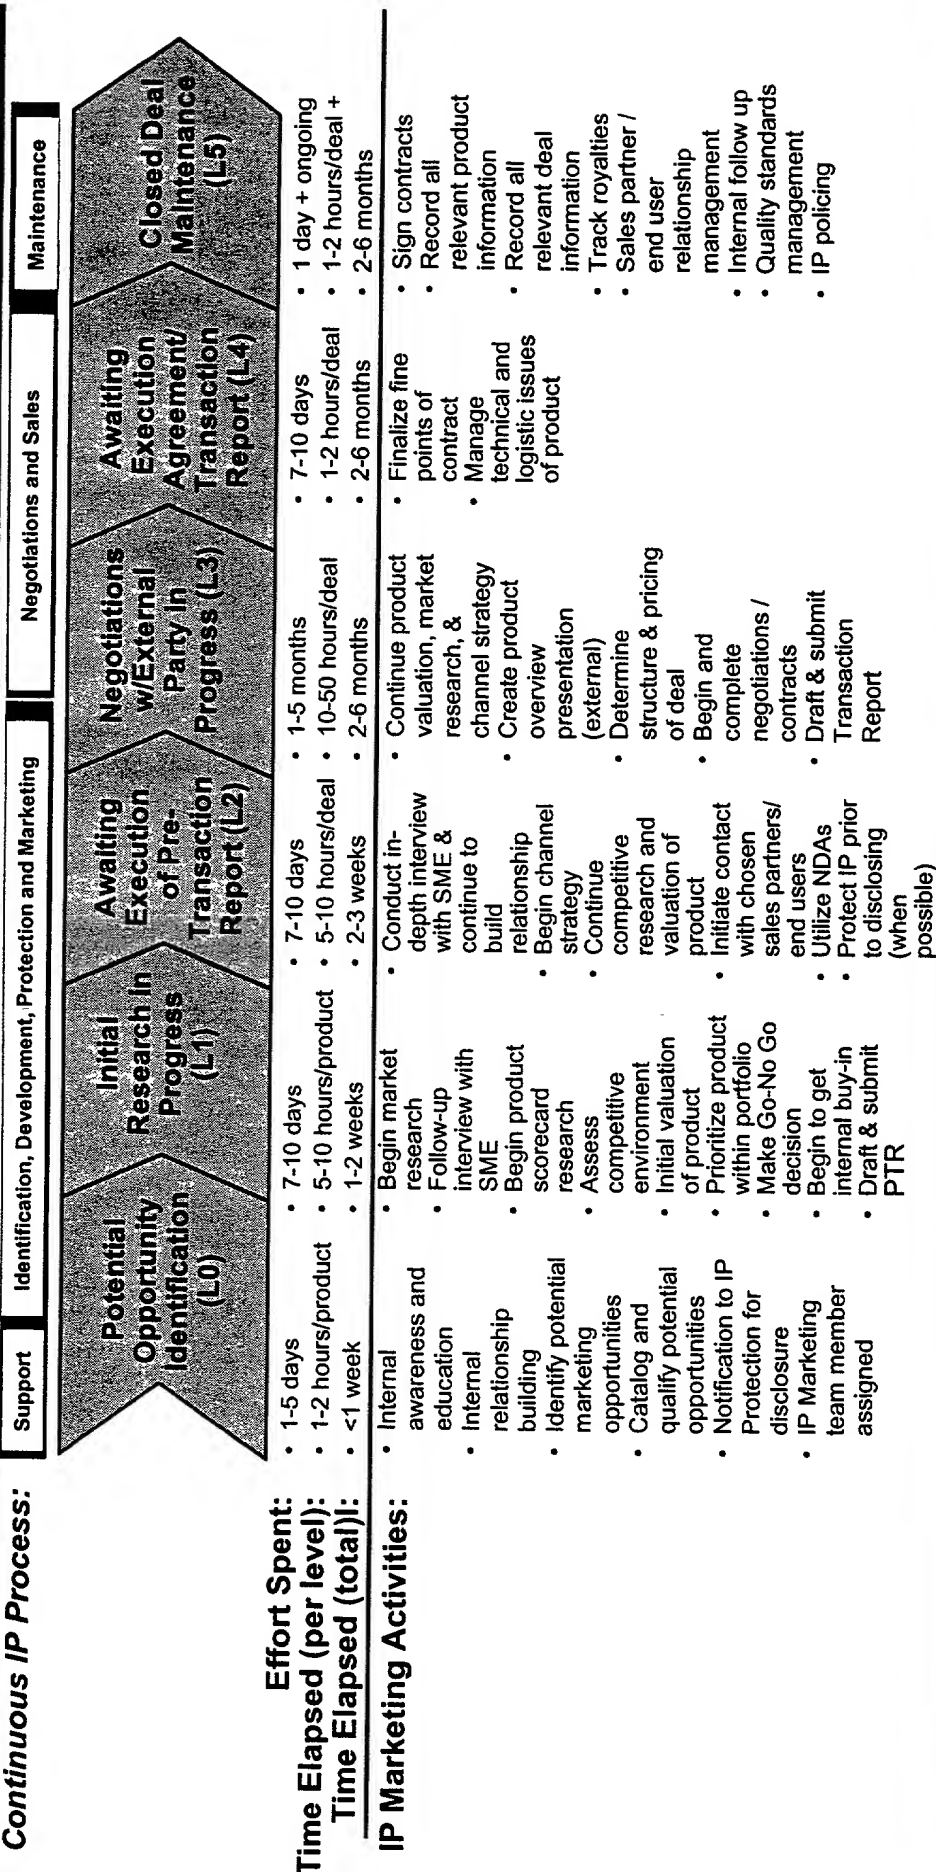 Continuous IP Process:
Support
Identification, Development, Protection and Marketing
Negotiations and Sales
Maintenance
Potential
Opportunity
Identification
(L0)
Initial
Research In
Progress
(L1)
Awaiting
Execution
of Pre-
Transaction
Report (L2)
Negotiations
w/External
Party In
Progress (L3)
Awaiting
Execution
Agreement/
Transaction
Report (L4)
Closed Deal
Maintenance
(L5)
Effort Spent:
Time Elapsed (per level):
Time Elapsed (total)l:
• 1-5 days
• 1-2 hours/product
• <1 week
• 7-10 days
• 5-10 hours/product
• 1-2 weeks
• 7-10 days
• 5-10 hours/deal
• 2-3 weeks
• 1-5 months
• 10-50 hours/deal
• 2-6 months
• 7-10 days
• 1-2 hours/deal
• 2-6 months
• 1 day + ongoing
• 1-2 hours/deal +
• 2-6 months
IP Marketing Activities:
• Internal
awareness and
education
• Internal
relationship
building
• Identify potential
marketing
opportunities
• Catalog and
qualify potential
opportunities
• Notification to IP
Protection for
disclosure
• IP Marketing
team member
assigned
• Begin market
research
• Follow-up
interview with
SME
• Begin product
scorecard
research
• Assess
competitive
environment
• Initial valuation
of product
• Prioritize product
within portfolio
• Make Go-No Go
decision
• Begin to get
internal buy-in
• Draft & submit
PTR
• Conduct in-
depth interview
with SME &
continue to
build
relationship
• Begin channel
strategy
• Continue
competitive
research and
valuation of
product
• Initiate contact
with chosen
sales partners/
end users
• Utilize NDAs
• Protect IP prior
to disclosing
(when
possible)
• Continue product
valuation, market
research, &
channel strategy
• Create product
overview
presentation
(external)
• Determine
structure & pricing
of deal
• Begin and
complete
negotiations /
contracts
• Draft & submit
Transaction
Report
• Finalize fine
points of
contract
• Manage
technical and
logistic issues
of product
• Sign contracts
• Record all
relevant product
information
• Record all
relevant deal
information
• Track royalties
• Sales partner /
end user
relationship
management
• Internal follow up
• Quality standards
management
• IP policing